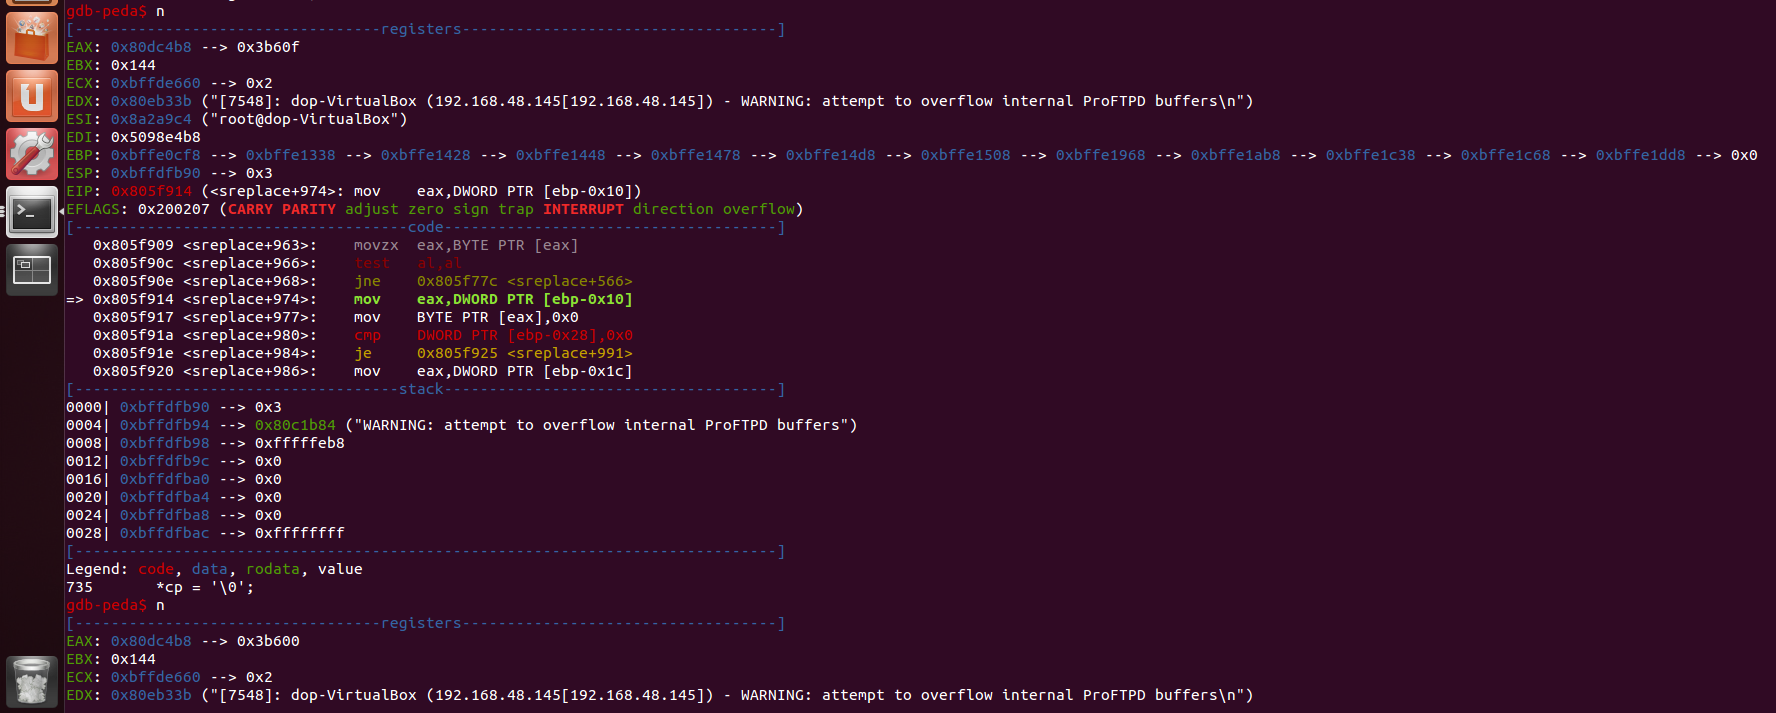 gdb-peda$ n
[----------------------------------registers-----------------------------------]
EAX: 0x80dc4b8 --> 0x3b60f
EBX: 0x144
ECX: 0xbffde660 --> 0x2
EDX: 0x80eb33b ("[7548]: dop-VirtualBox (192.168.48.145[192.168.48.145]) - WARNING: attempt to overflow internal ProFTPD buffers\n")
ESI: 0x8a2a9c4 ("root@dop-VirtualBox")
EDI: 0x5098e4b8
EBP: 0xbffe0cf8 --> 0xbffe1338 --> 0xbffe1428 --> 0xbffe1448 --> 0xbffe1478 --> 0xbffe14d8 --> 0xbffe1508 --> 0xbffe1968 --> 0xbffe1ab8 --> 0xbffe1c38 --> 0xbffe1c68 --> 0xbffe1dd8 --> 0x0
ESP: 0xbffdfb90 --> 0x3
EIP: 0x805f914 (<sreplace+974>: mov    eax,DWORD PTR [ebp-0x10])
EFLAGS: 0x200207 (CARRY PARITY adjust zero sign trap INTERRUPT direction overflow)
[-------------------------------------code-------------------------------------]
   0x805f909 <sreplace+963>:    movzx  eax,BYTE PTR [eax]
   0x805f90c <sreplace+966>:    test   al,al
   0x805f90e <sreplace+968>:    jne    0x805f77c <sreplace+566>
=> 0x805f914 <sreplace+974>:    mov    eax,DWORD PTR [ebp-0x10]
   0x805f917 <sreplace+977>:    mov    BYTE PTR [eax],0x0
   0x805f91a <sreplace+980>:    cmp    DWORD PTR [ebp-0x28],0x0
   0x805f91e <sreplace+984>:    je     0x805f925 <sreplace+991>
   0x805f920 <sreplace+986>:    mov    eax,DWORD PTR [ebp-0x1c]
[------------------------------------stack-------------------------------------]
0000| 0xbffdfb90 --> 0x3
0004| 0xbffdfb94 --> 0x80c1b84 ("WARNING: attempt to overflow internal ProFTPD buffers")
0008| 0xbffdfb98 --> 0xfffffeb8
0012| 0xbffdfb9c --> 0x0
0016| 0xbffdfba0 --> 0x0
0020| 0xbffdfba4 --> 0x0
0024| 0xbffdfba8 --> 0x0
0028| 0xbffdfbac --> 0xffffffff
[------------------------------------------------------------------------------]
Legend: code, data, rodata, value
735       *cp = '\0';
gdb-peda$ n
[----------------------------------registers-----------------------------------]
EAX: 0x80dc4b8 --> 0x3b600
EBX: 0x144
ECX: 0xbffde660 --> 0x2
EDX: 0x80eb33b ("[7548]: dop-VirtualBox (192.168.48.145[192.168.48.145]) - WARNING: attempt to overflow internal ProFTPD buffers\n")